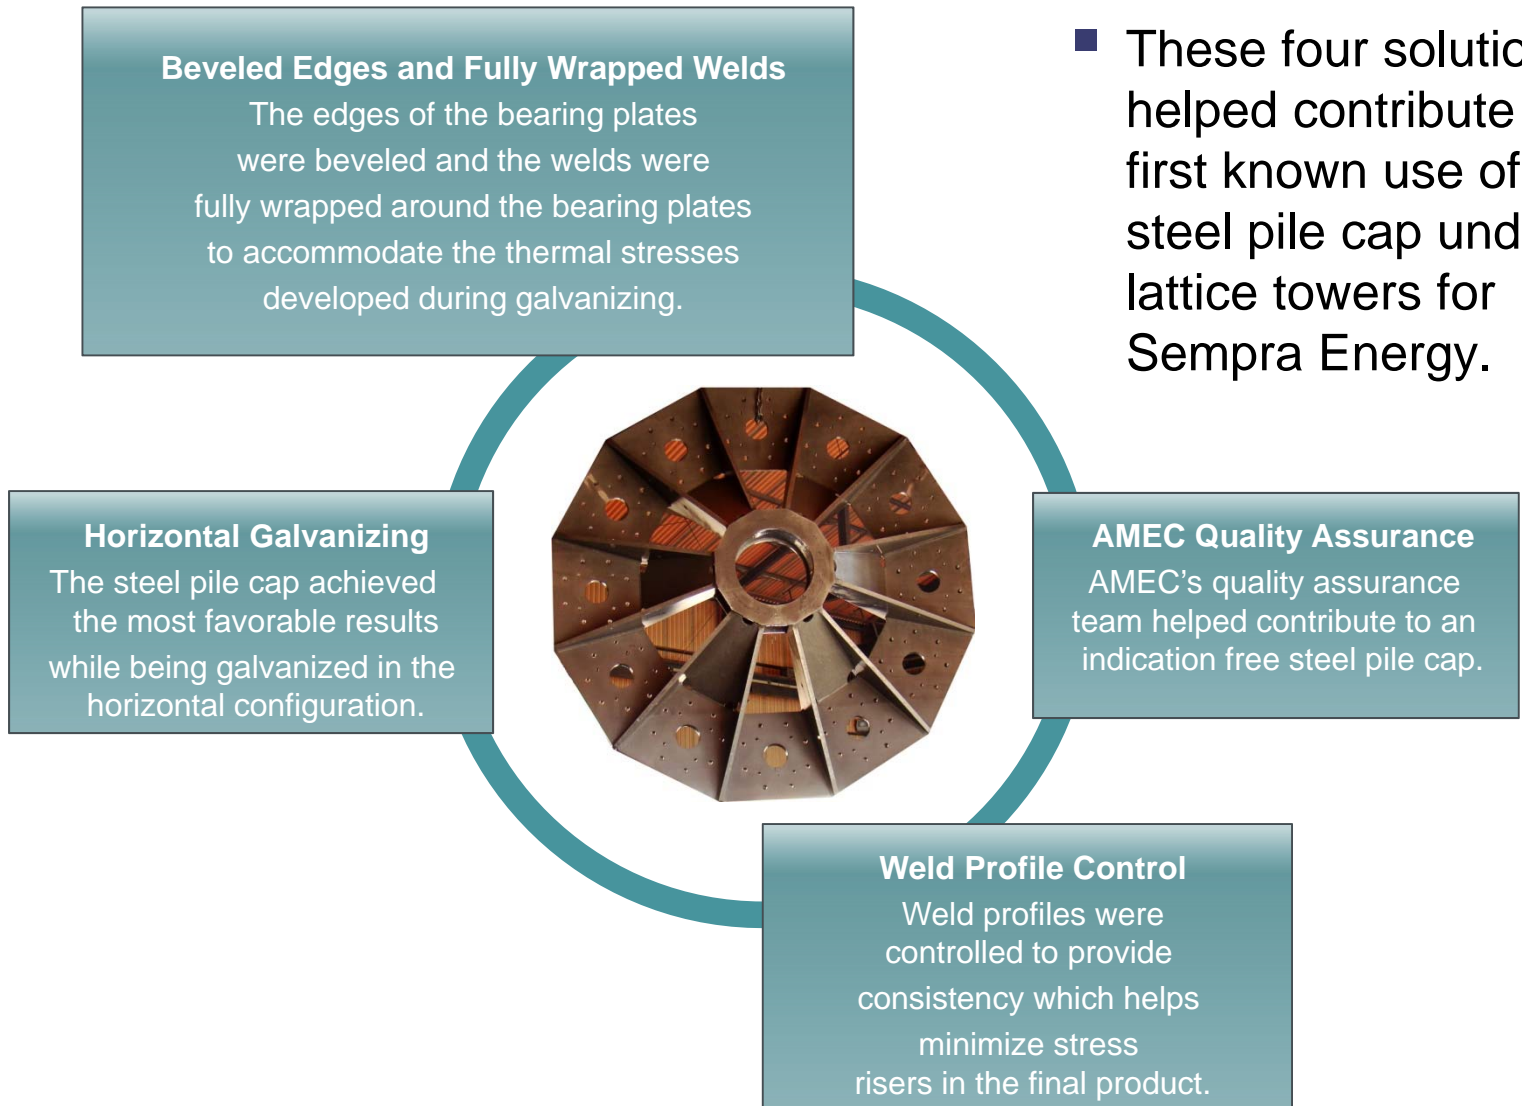 Beveled Edges and Fully Wrapped Welds
The edges of the bearing plates
were beveled and the welds were
fully wrapped around the bearing plates
to accommodate the thermal stresses
developed during galvanizing.
These four
helped contribute
first known use of
steel pile cap
lattice towers for
Sempra Energy.
Horizontal Galvanizing
The steel pile cap achieved
the most favorable results
while being galvanized in the
horizontal configuration.
AMEC Quality Assurance
AMEC’s quality assurance
team helped contribute to an
indication free steel pile cap.
Weld Profile Control
Weld profiles were
controlled to provide
consistency which helps
minimize stress
risers in the final product.